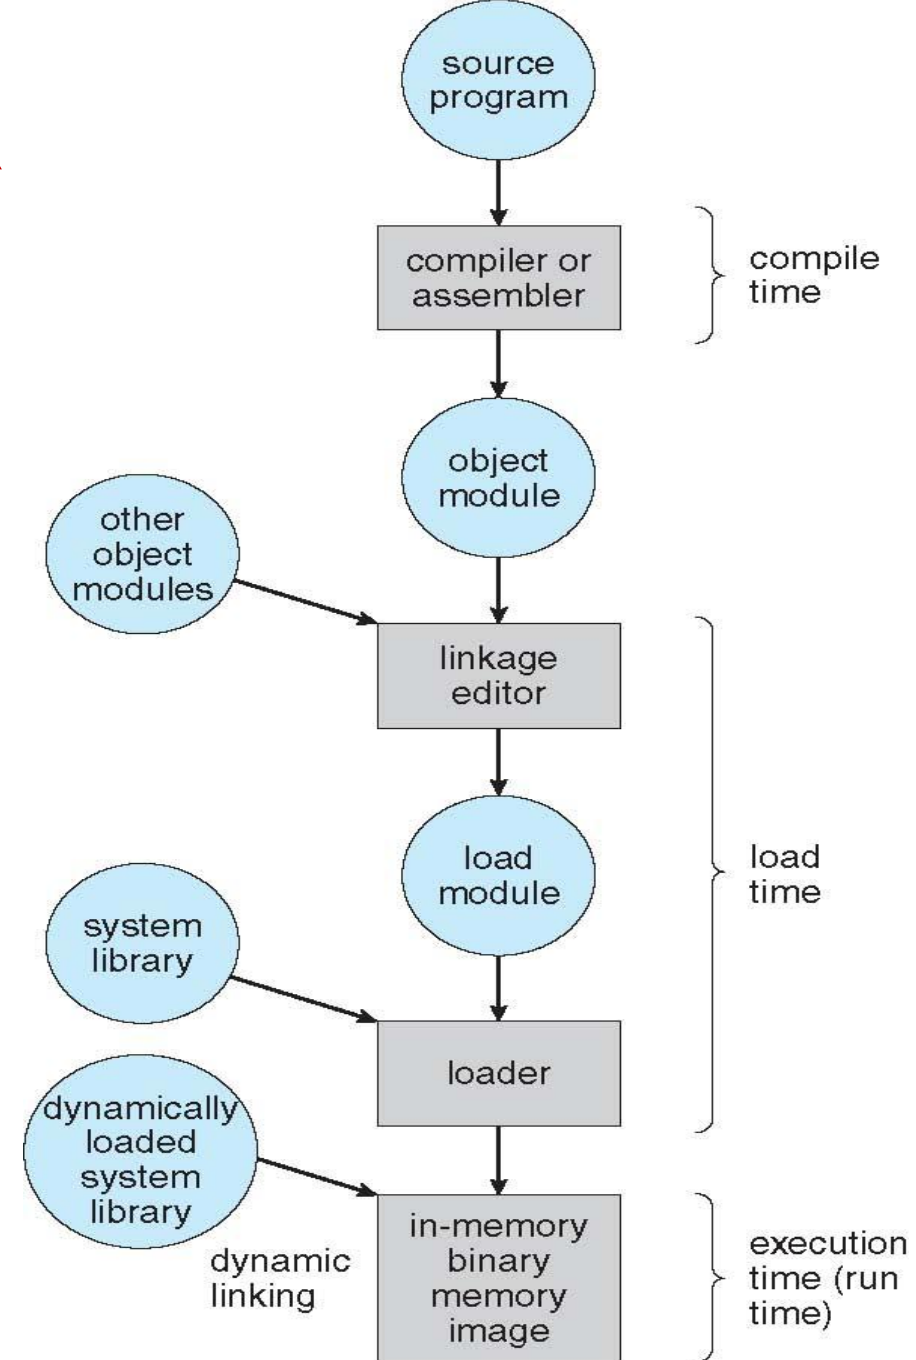 source
program
compiler or
assembler
compile
time
object
module
other
object
modules
linkage
editor
load
module
load
time
system
library
loader
dynamically
loaded
system
library
dynamic
linking
in-memory
binary
memory
image
execution
time (run
time)